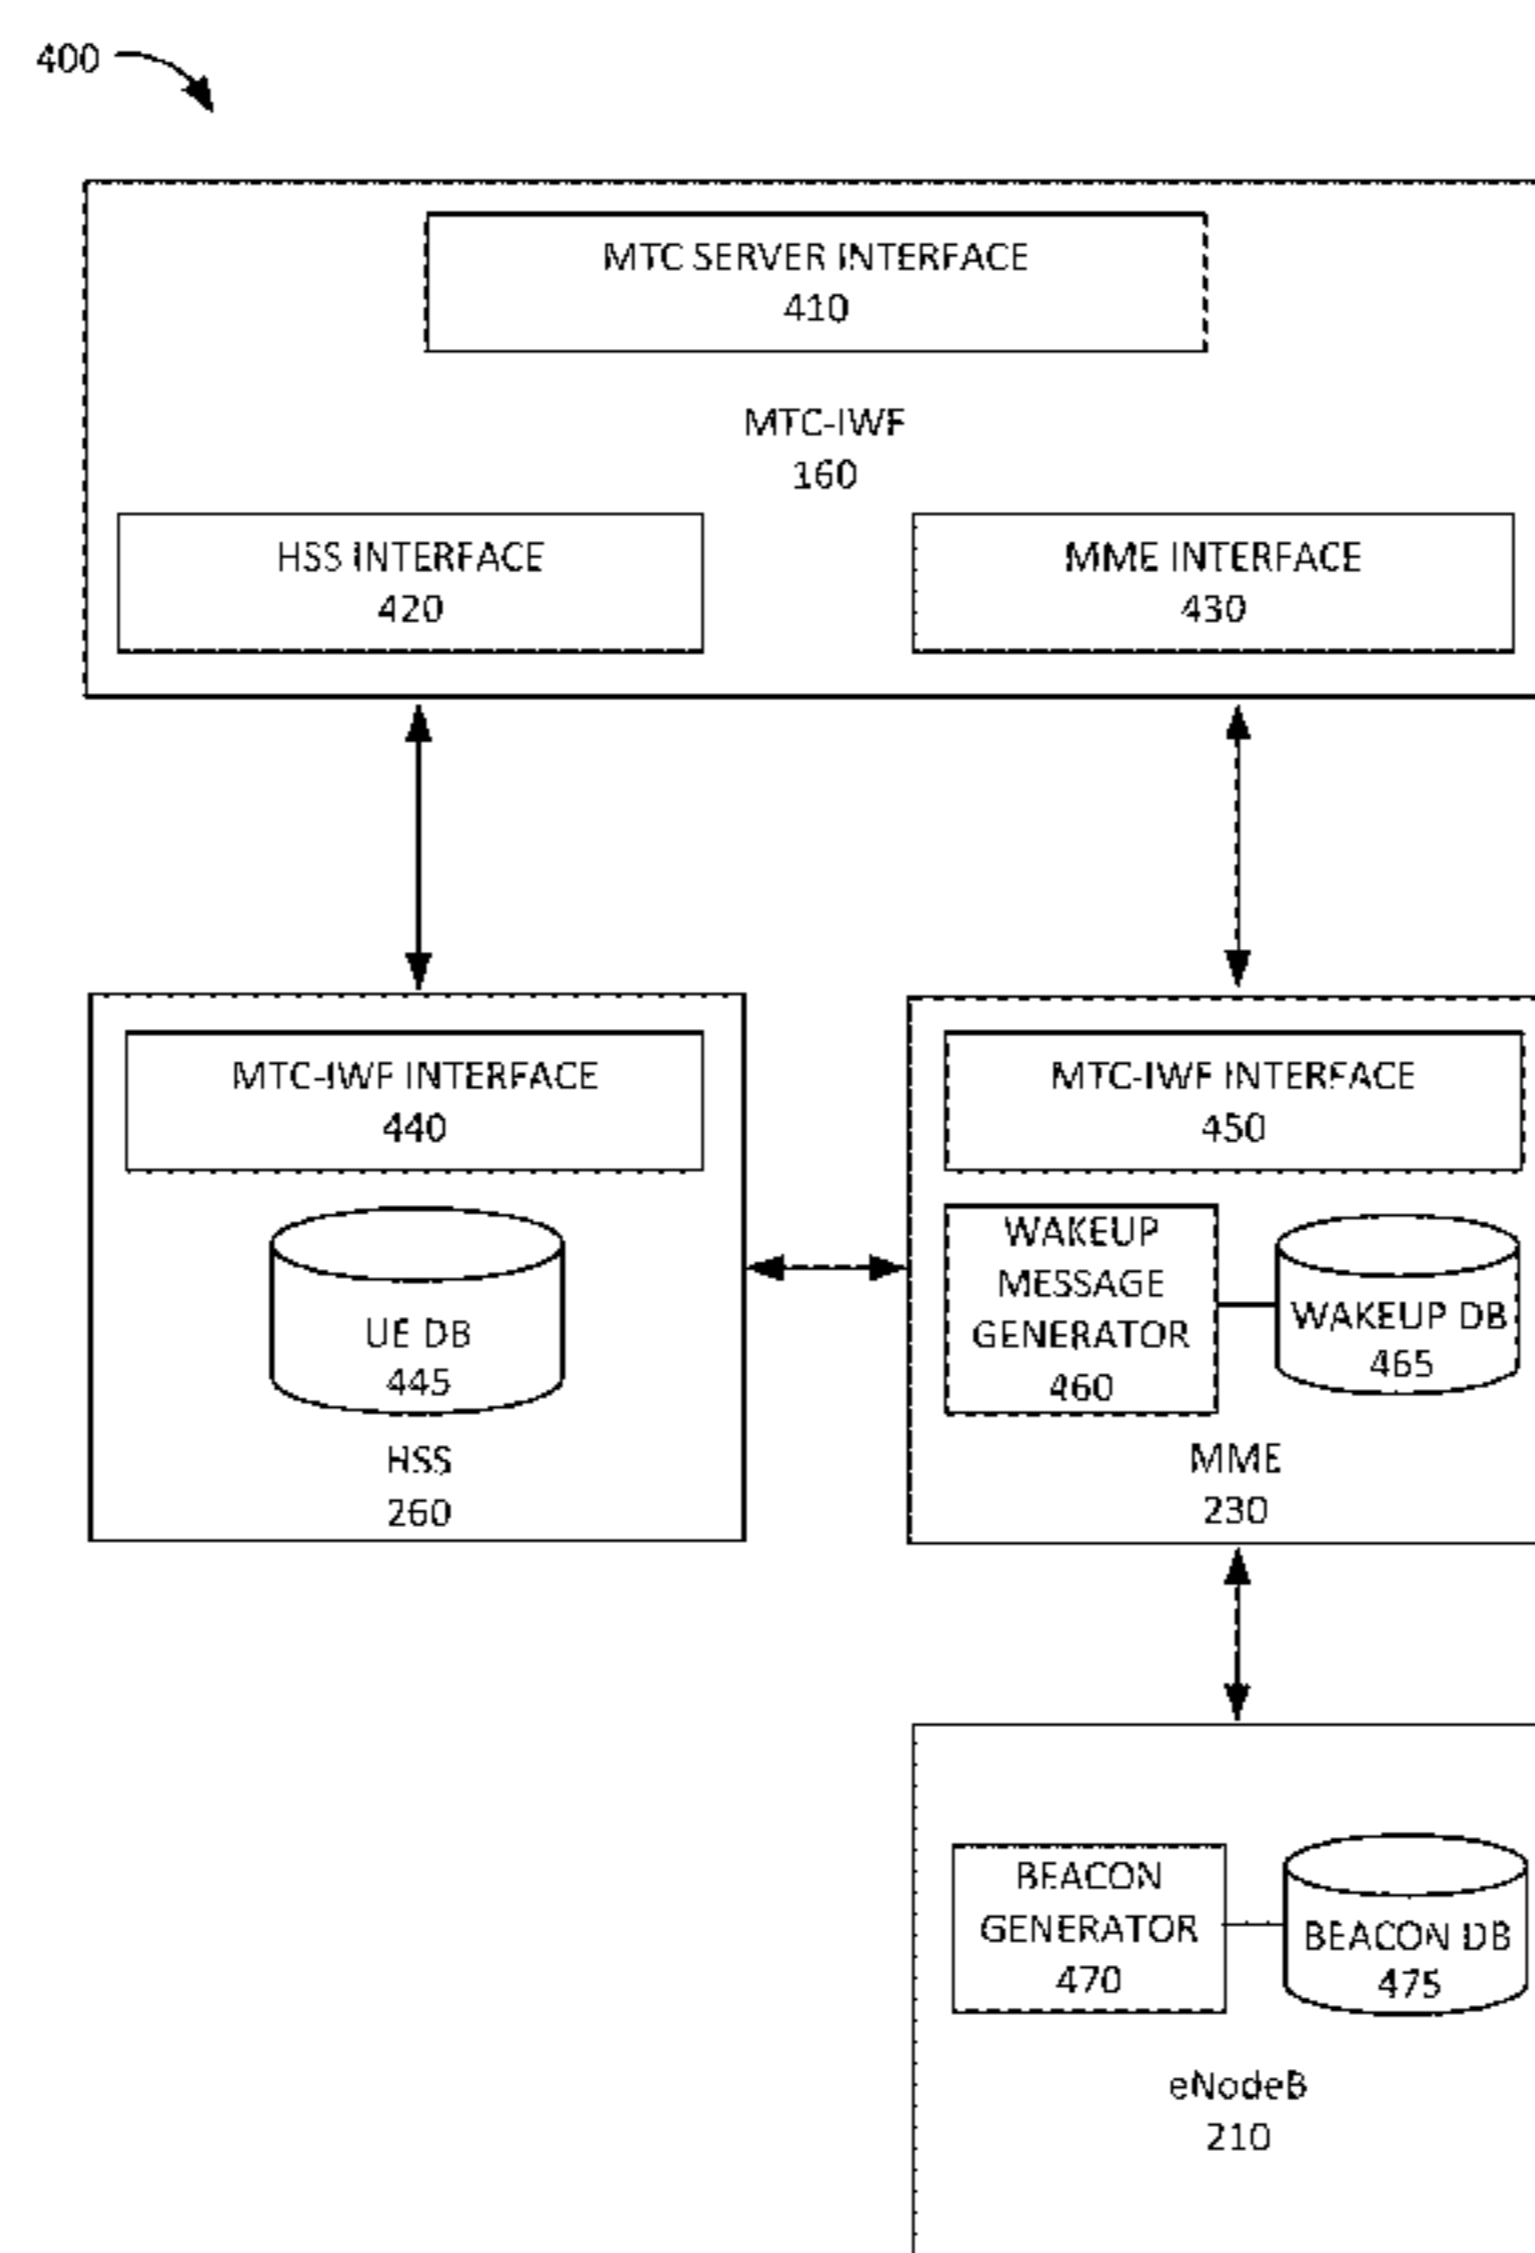 400
MTC SERVER INTERFACE
410
MTC-IWF
160
HSS INTERFACE
420
MME INTERFACE
430
MTC-IWF INTERFACE
440
UE DB
445
HSS
260
MTC-IWF INTERFACE
450
WAKEUP
MESSAGE
GENERATOR
460
WAKEUP DB
465
MME
230
BEACON
GENERATOR
470
BEACON DB
475
eNodeB
210